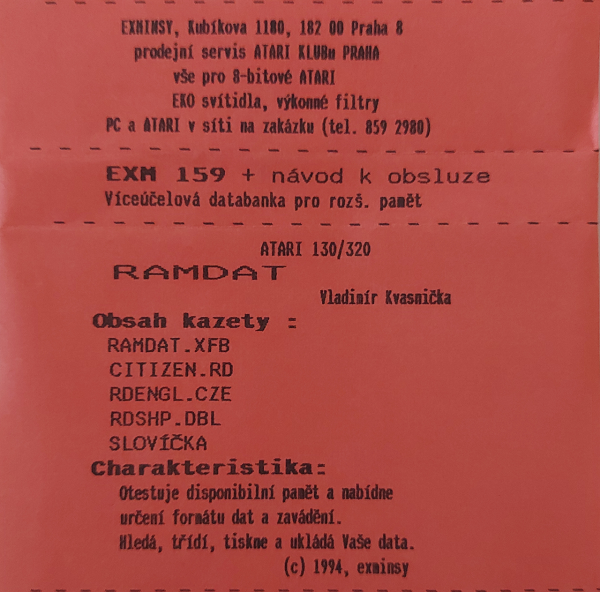 EXMINSY, Kubíkova 1180, 182 00 Praha 8
prodejní servis ATARI KLUBu PRAHA
vše pro 8-bitové ATARI
EKO svítidla, výkonné filtry
PC a ATARI v síti na zakázku (tel. 859 2980)
EXM 159 + návod k obsluze
Víceúčelová databanka pro rozš. paměť
ATARI 130/320
RAMDAT
Vladimír Kvasnička
Obsah kazety :
RAMDAT.XFB
CITIZEN.RD
RDENGL.CZE
RDSHP.DBL
SLOVÍČKA
Charakteristika:
Otestuje disponibilní paměť a nabídne
určení formátu dat a zavádění.
Hledá, třídí, tiskne a ukládá Vaše data.
(c) 1994, exminsy